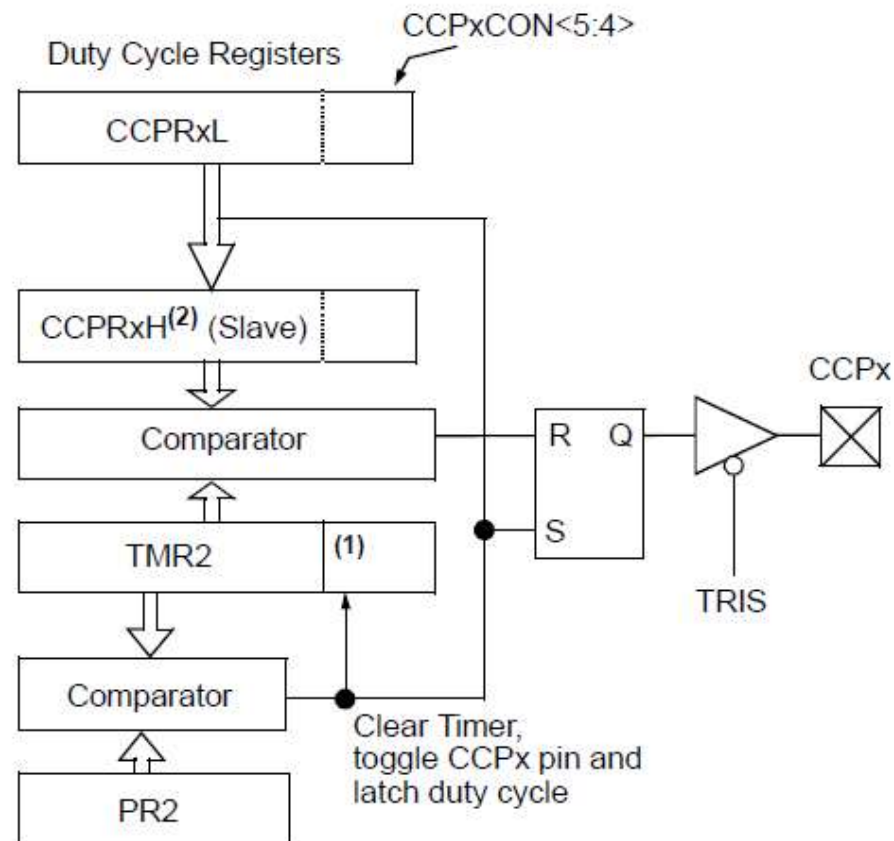 CCPxCON<5:4>
Duty Cycle Registers
CCPRxL
CCPRxH(2) (Slave)
CCPx
Comparator
R Q
S
TMR2 (1)
TRIS
Comparator
Clear Timer,
toggle CCPx pin and
latch duty cycle
PR2